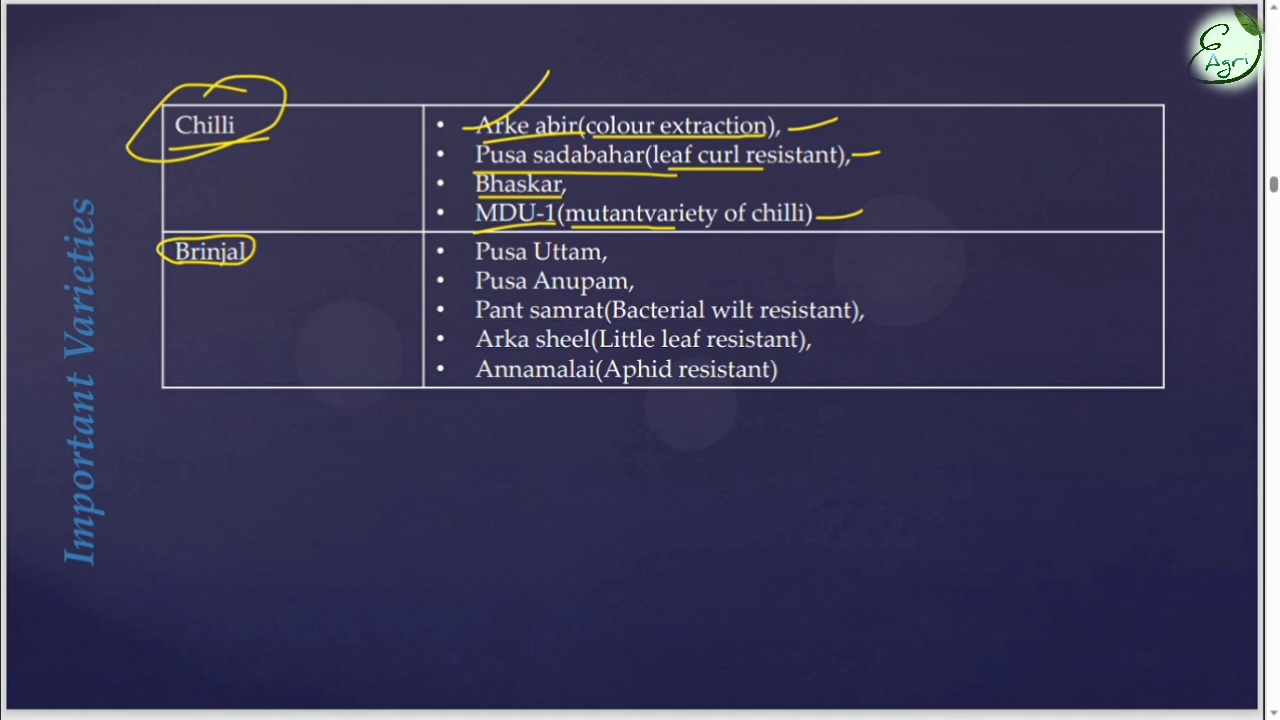 E
Agri
Important Varieties
Chilli
• Arke abir(colour extraction),
• Pusa sadabahar(leaf curl resistant),
• Bhaskar,
• MDU-1(mutantvariety of chilli)
Brinjal
• Pusa Uttam,
• Pusa Anupam,
• Pant samrat(Bacterial wilt resistant),
• Arka sheel(Little leaf resistant),
• Annamalai(Aphid resistant)